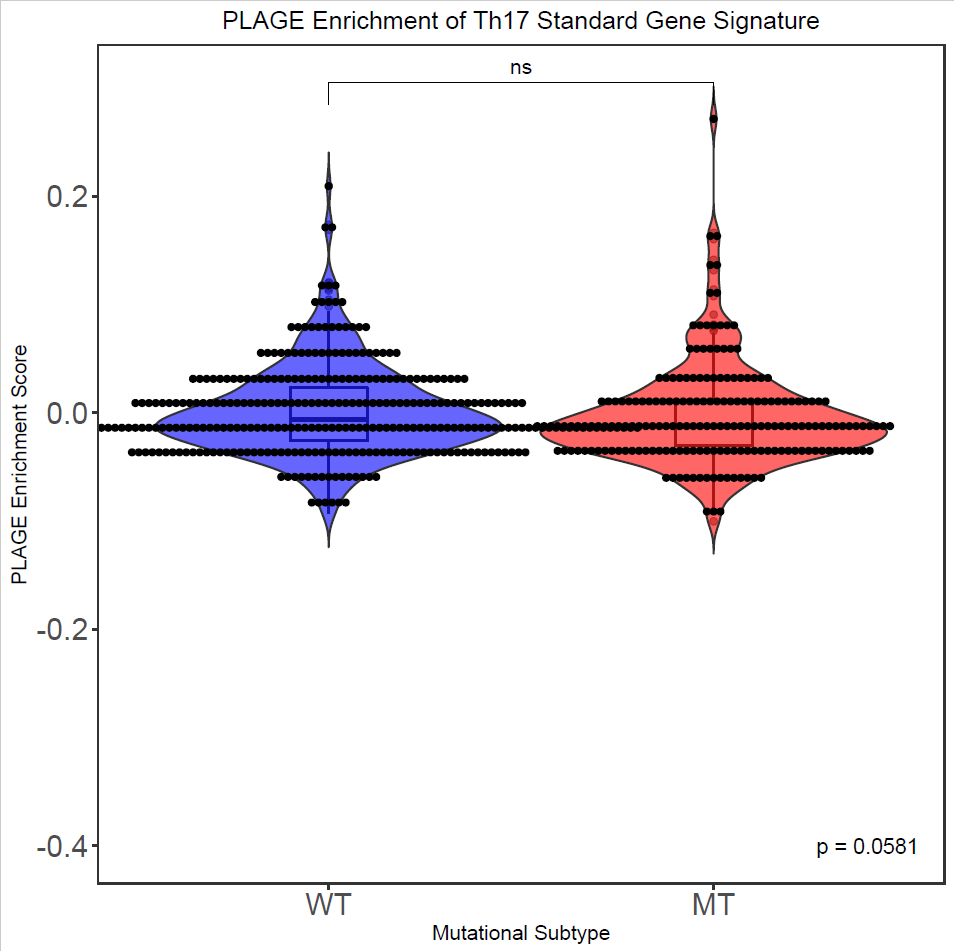 PLAGE Enrichment of Th17 Standard Gene Signature
ns
PLAGE Enrichment Score
0.2
0.0
-0.2
-0.4
p = 0.0581
WT
MT
Mutational Subtype